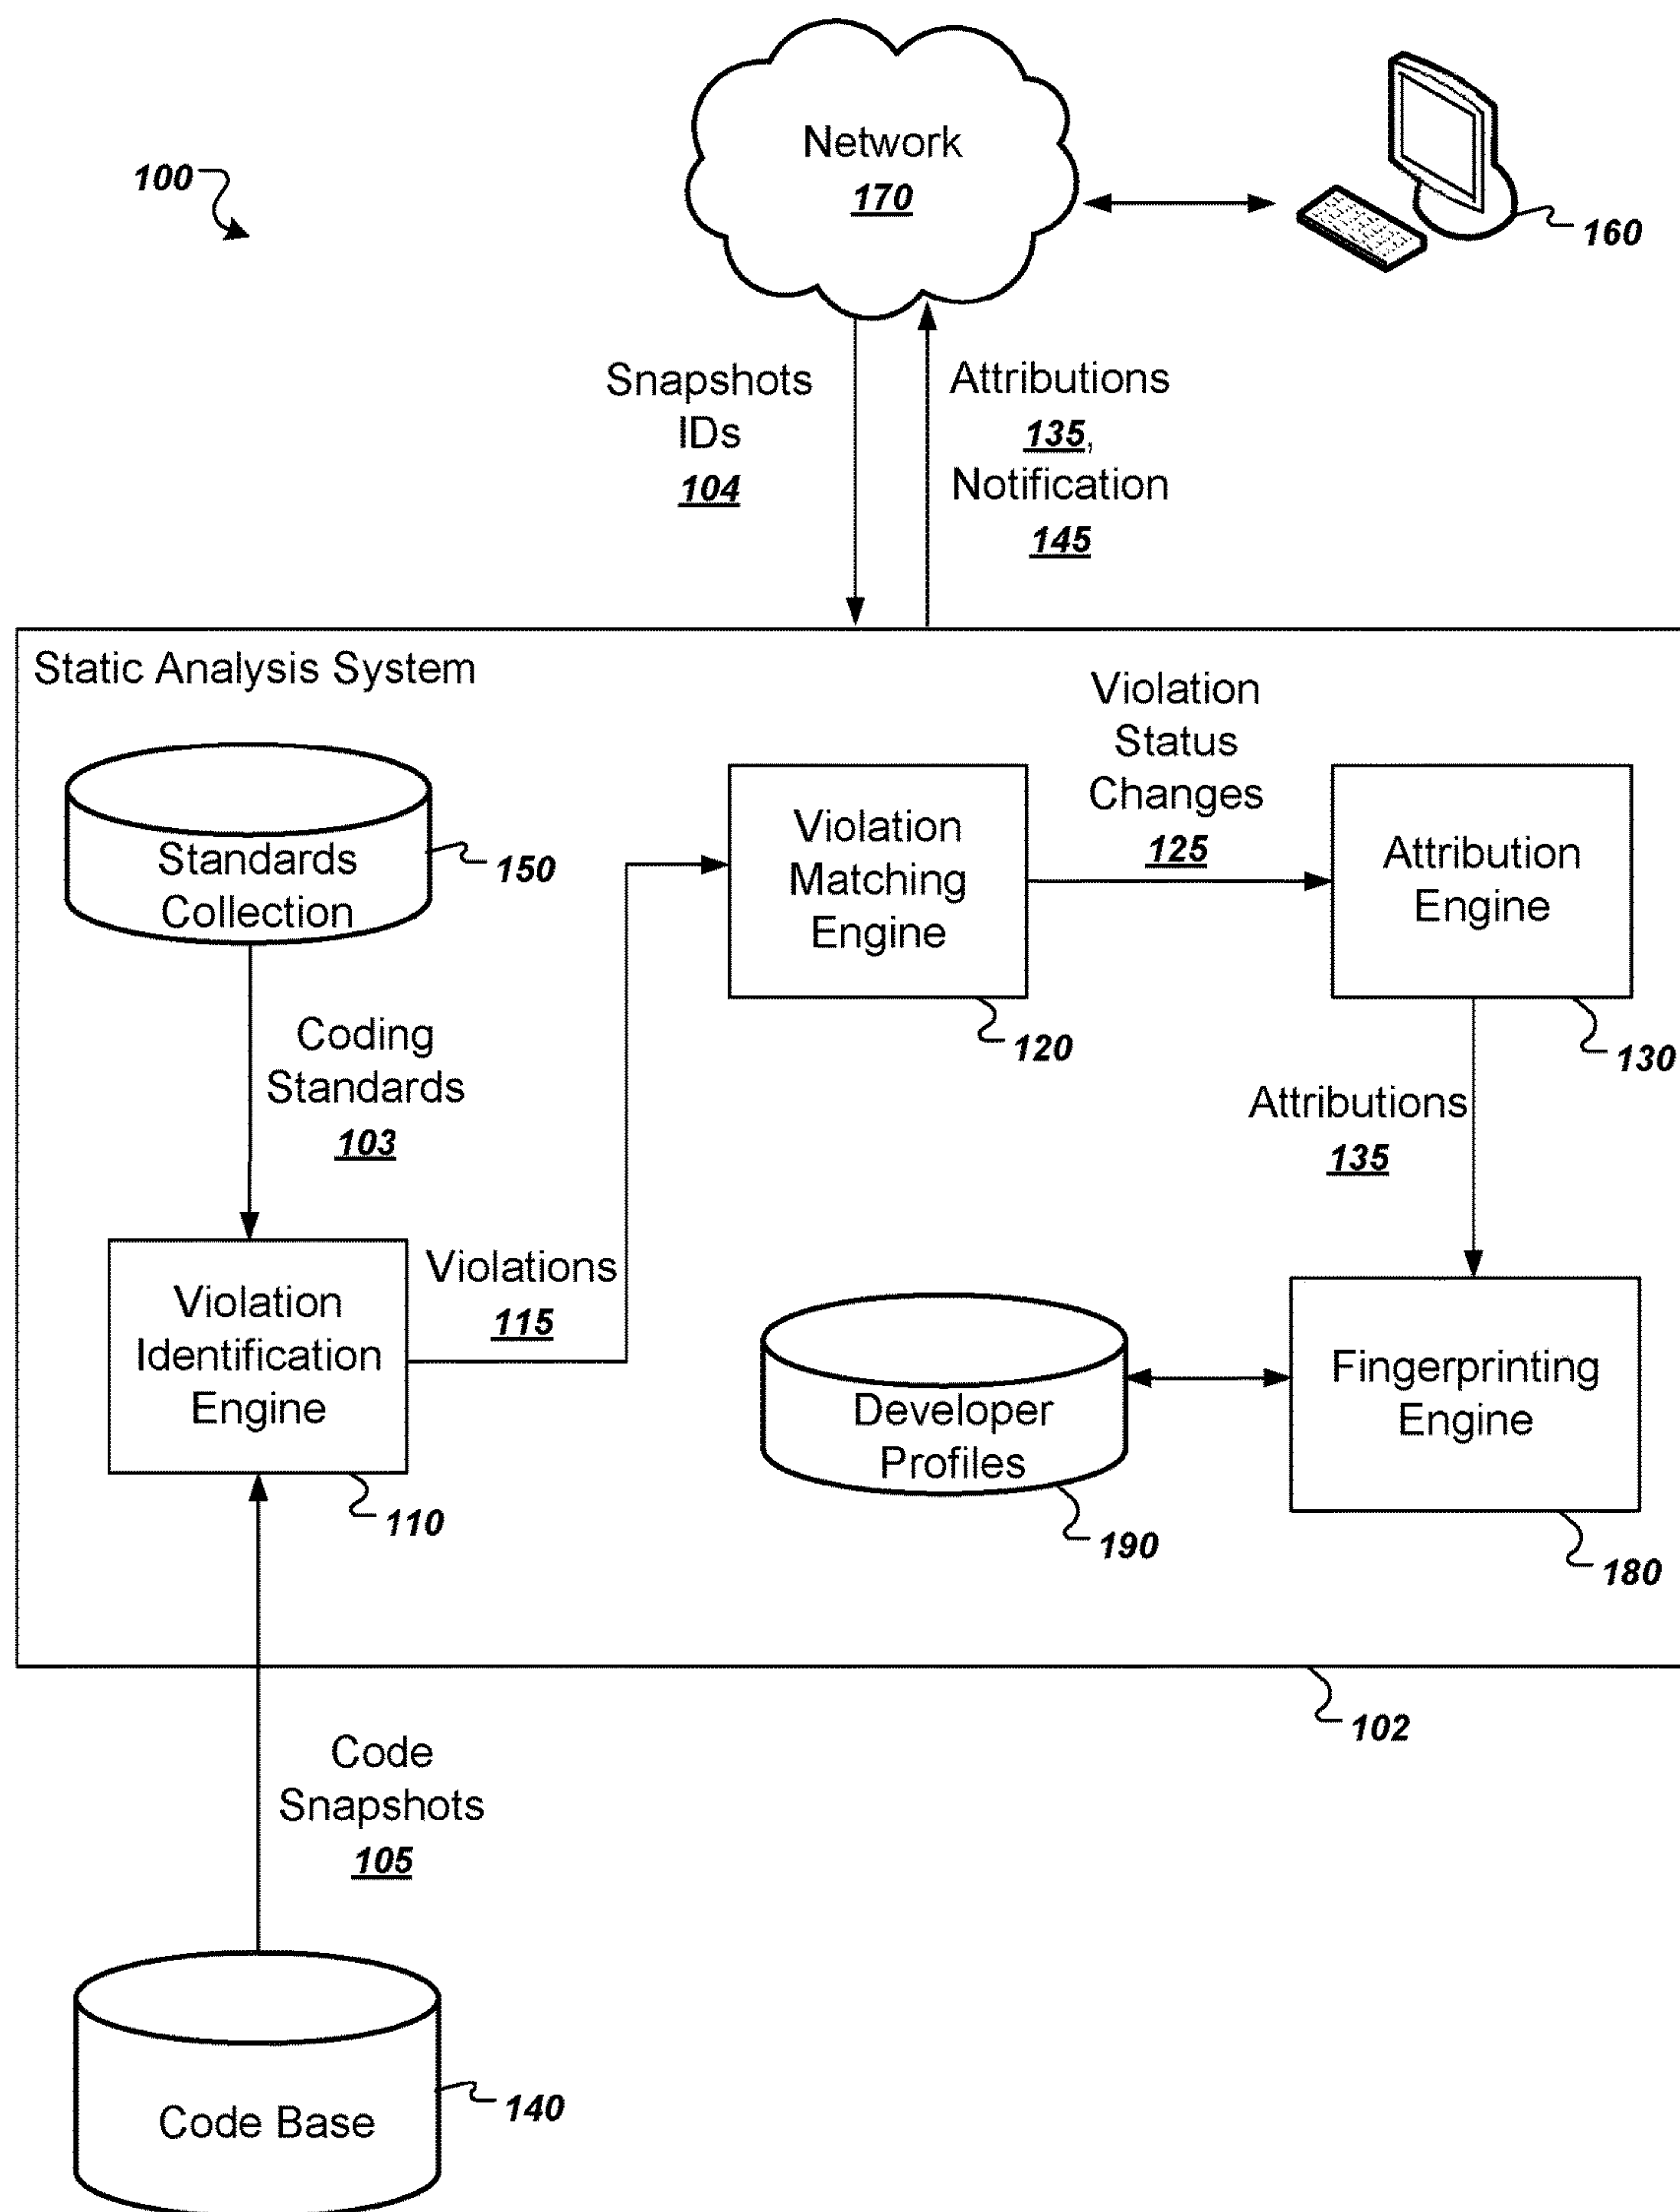 100
Network
170
160
Snapshots
IDs
104
Attributions
135,
Notification
145
Static Analysis System
Standards
Collection
150
Violation
Matching
Engine
120
Violation
Status
Changes
125
Attribution
Engine
130
Coding
Standards
103
Attributions
135
Violation
Identification
Engine
110
Violations
115
Developer
Profiles
190
Fingerprinting
Engine
180
102
Code
Snapshots
105
Code Base
140